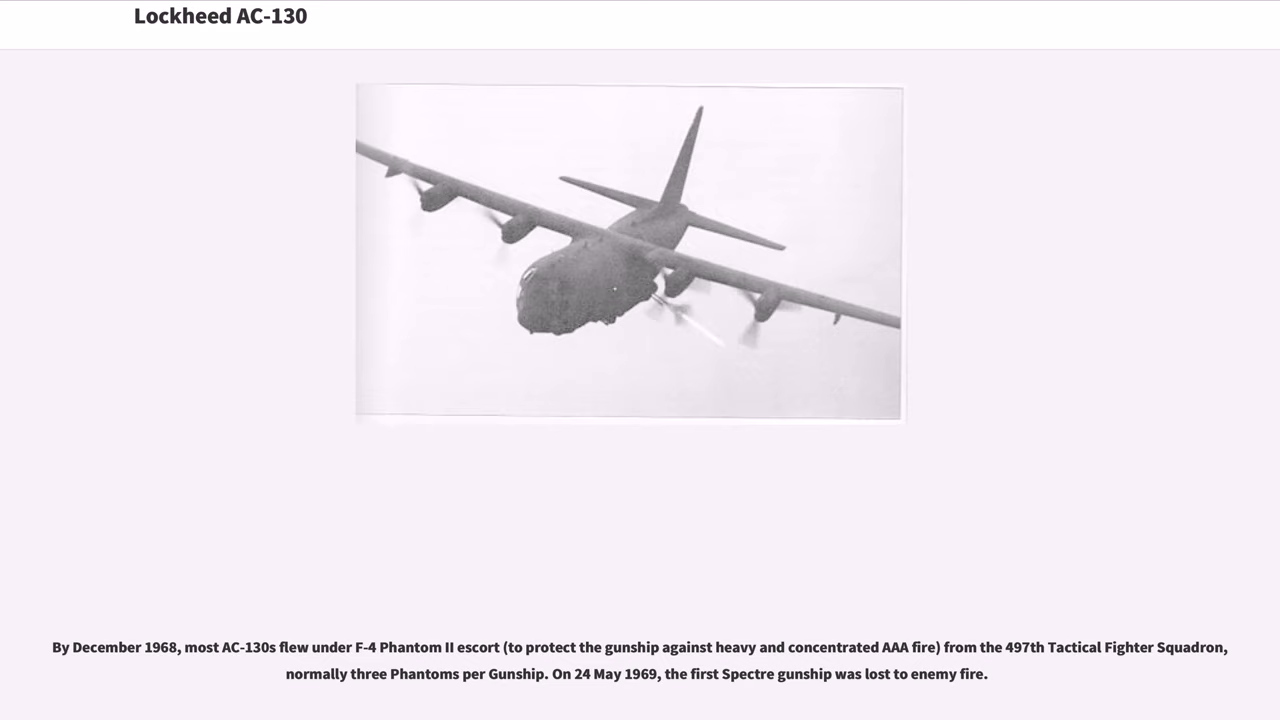 Lockheed AC-130
By December 1968, most AC-130s flew under F-4 Phantom II escort (to protect the gunship against heavy and concentrated AAA fire) from the 497th Tactical Fighter Squadron,
normally three Phantoms per Gunship. On 24 May 1969, the first Spectre gunship was lost to enemy fire.